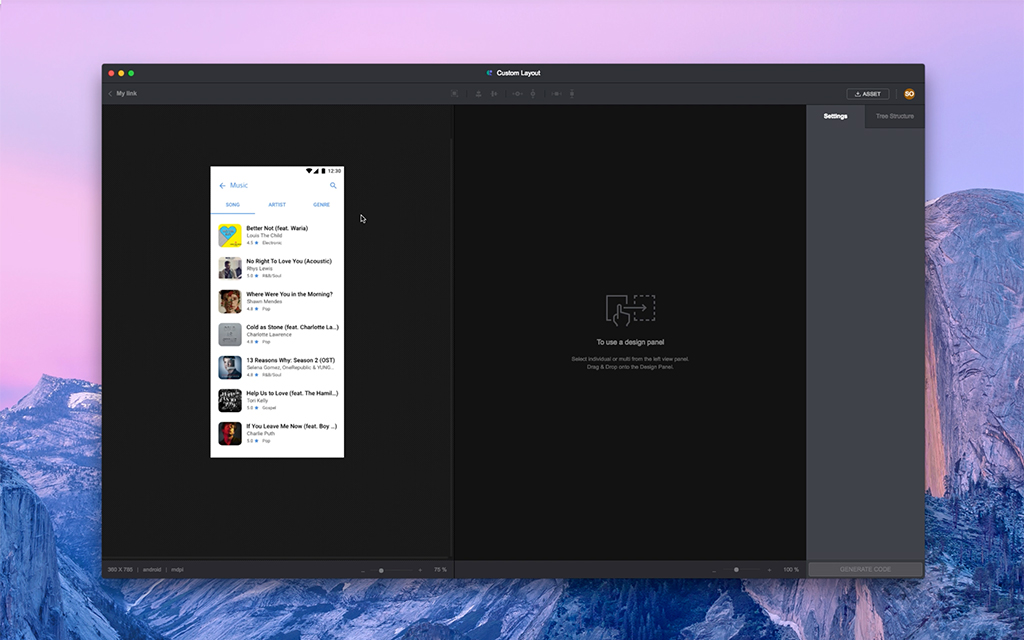 Custom Layout
My link
ASSET
SO
Settings
Tree Structure
12:30
Music
SONG
ARTIST
GENRE
Better Not (feat. Waria)
Louis The Child
4.5 Electronic
No Right To Love You (Acoustic)
Rhys Lewis
5.0 R&B/Soul
Where Were You in the Morning?
Shawn Mendes
4.8 Pop
Cold as Stone (feat. Charlotte La...)
Charlotte Lawrence
4.8 Pop
13 Reasons Why: Season 2 (OST)
Selena Gomez, OneRepublic & YUNG...
4.8 R&B/Soul
Help Us to Love (feat. The Hamil...)
Tori Kelly
5.0 Gospel
If You Leave Me Now (feat. Boy ...)
Charlie Puth
5.0 Pop
To use a design panel
Select individual or multi from the left view panel.
Drag & Drop onto the Design Panel.
android | mdpi
75 %
100 %
GENERATE CODE